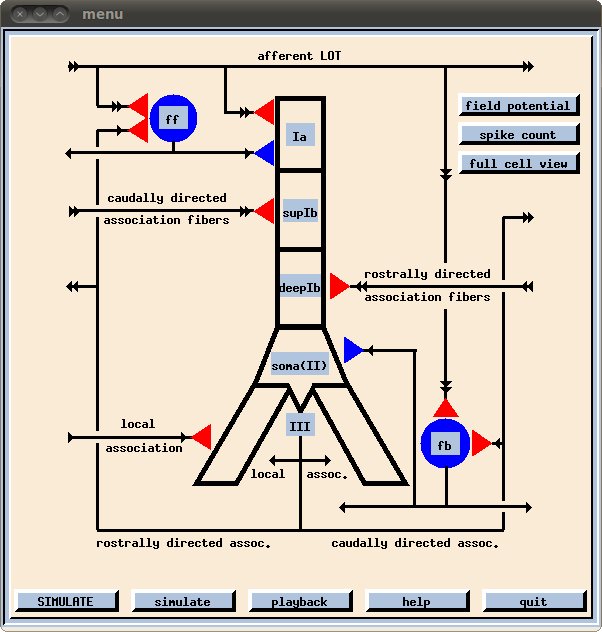 menu
afferent LOT
field potential
ff
spike count
Ia
full cell view
caudally directed
association fibers
supIb
rostrally directed
association fibers
deepIb
soma(II)
local
association
III
fb
local assoc.
rostrally directed assoc.
caudally directed assoc.
SIMULATE
simulate
playback
help
quit